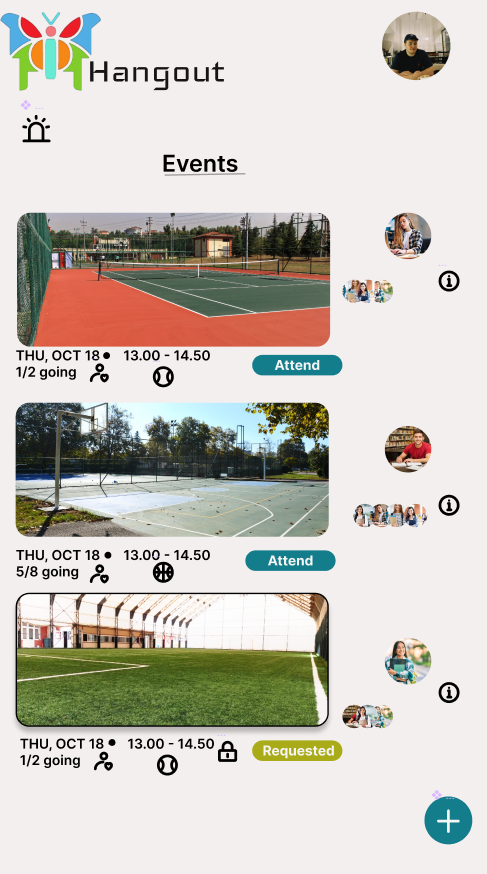 Hangout
Events
THU, OCT 18 • 13.00 - 14.50
1/2 going
Attend
THU, OCT 18 • 13.00 - 14.50
5/8 going
Attend
THU, OCT 18 • 13.00 - 14.50
1/2 going
Requested